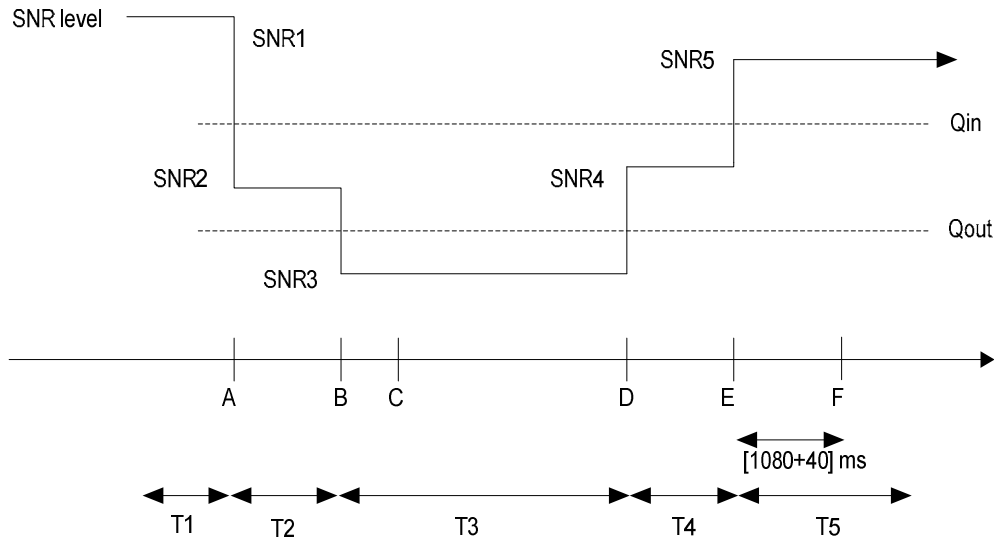 SNR level
SNR1
SNR5
Qin
SNR2
SNR4
Qout
SNR3
A B C D E F
[1080+40] ms
T1 T2 T3 T4 T5